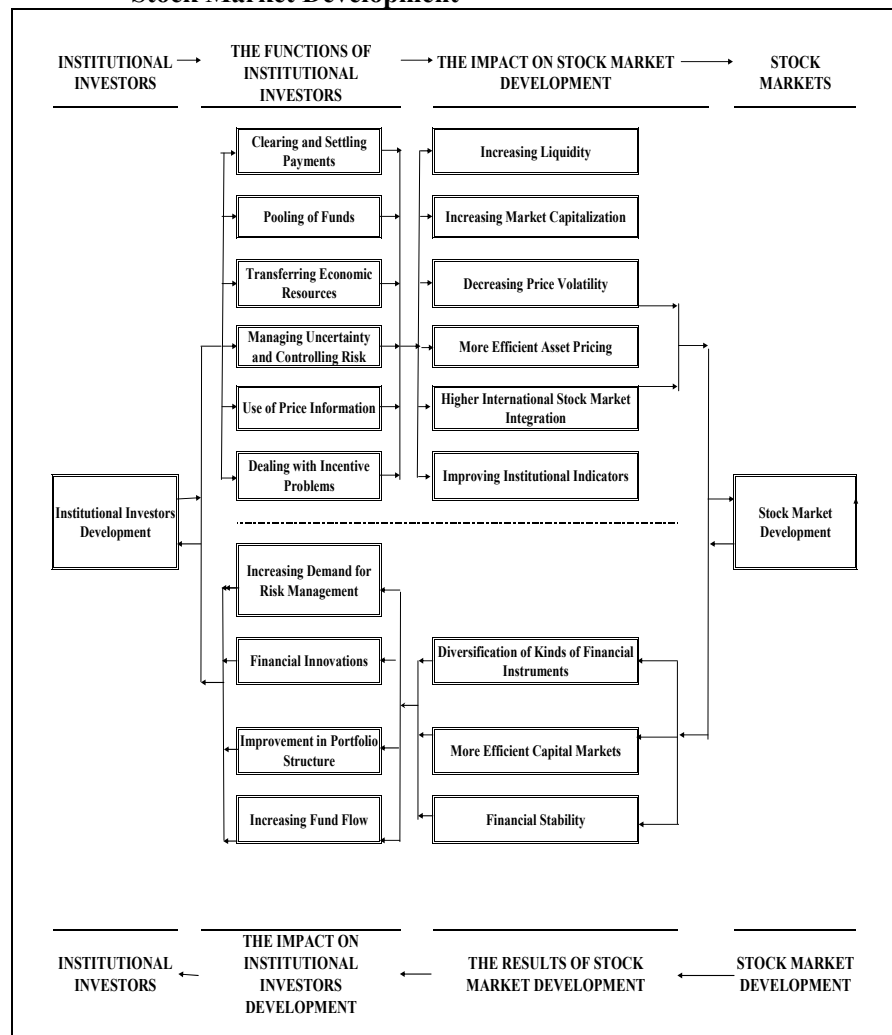 Stock Market Development
INSTITUTIONAL
INVESTORS
THE FUNCTIONS OF
INSTITUTIONAL
INVESTORS
THE IMPACT ON STOCK MARKET
DEVELOPMENT
STOCK
MARKETS
Clearing and Settling
Payments
Increasing Liquidity
Pooling of Funds
Increasing Market Capitalization
Transferring Economic
Resources
Decreasing Price Volatility
Managing Uncertainty
and Controlling Risk
More Efficient Asset Pricing
Use of Price Information
Higher International Stock Market
Integration
Dealing with Incentive
Problems
Improving Institutional Indicators
Institutional Investors
Development
Stock Market
Development
Increasing Demand for
Risk Management
Financial Innovations
Diversification of Kinds of Financial
Instruments
Improvement in Portfolio
Structure
More Efficient Capital Markets
Increasing Fund Flow
Financial Stability
INSTITUTIONAL
INVESTORS
THE IMPACT ON
INSTITUTIONAL
INVESTORS
DEVELOPMENT
THE RESULTS OF STOCK
MARKET DEVELOPMENT
STOCK MARKET
DEVELOPMENT